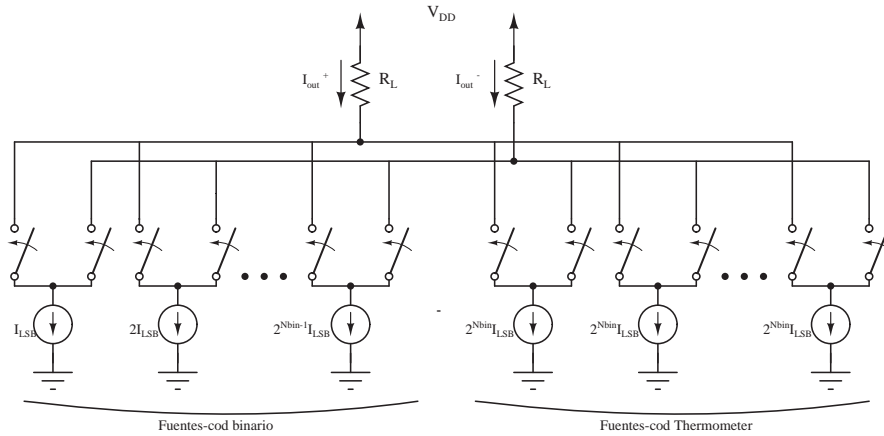 V_DD
I_out^+ R_L I_out^- R_L
I_LSB 2I_LSB 2^Nbin-1 I_LSB - 2^Nbin I_LSB 2^Nbin I_LSB 2^Nbin I_LSB
Fuentes-cod binario Fuentes-cod Thermometer